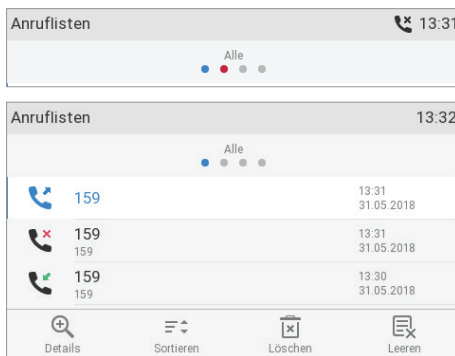 Anruflisten 13:31
Alle
Anruflisten 13:32
Alle
159 13:31
31.05.2018
159 13:31
159 31.05.2018
159 13:30
159 31.05.2018
Details Sortieren Löschen Leeren